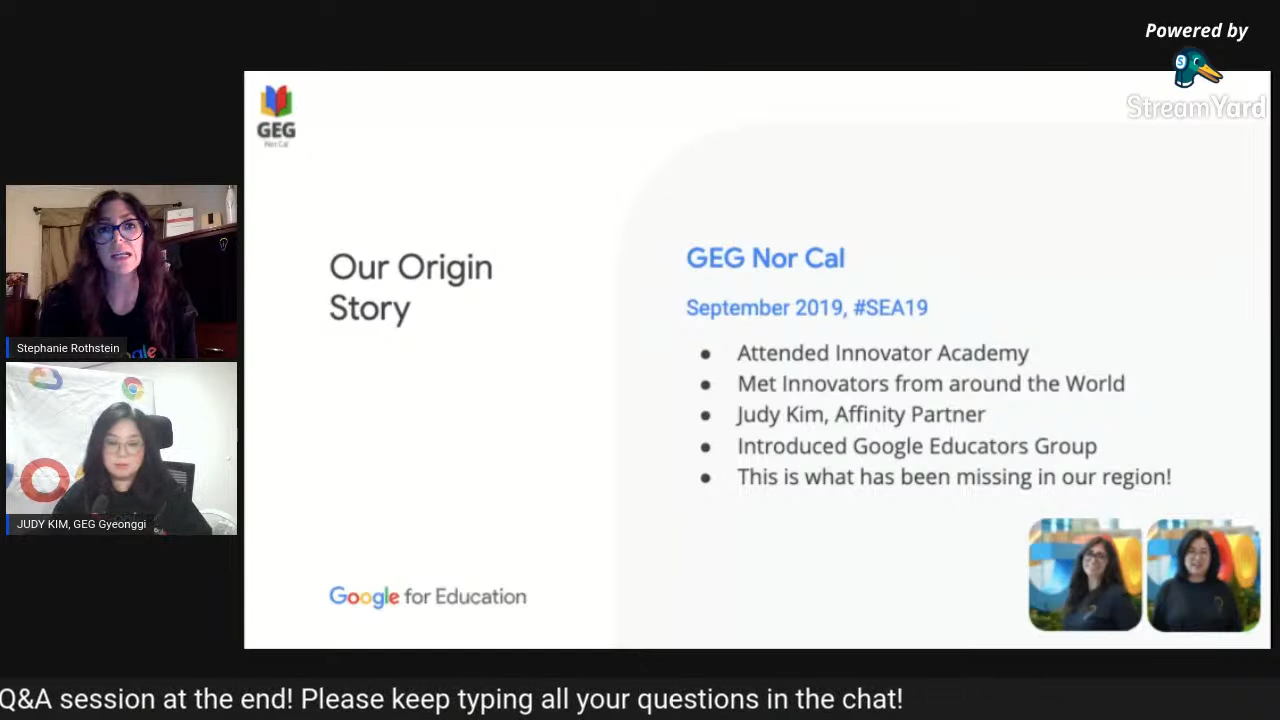 Powered by
StreamYard
GEG
Nor Cal
Our Origin
Story
GEG Nor Cal
September 2019, #SEA19
● Attended Innovator Academy
● Met Innovators from around the World
● Judy Kim, Affinity Partner
● Introduced Google Educators Group
● This is what has been missing in our region!
Google for Education
Stephanie Rothstein
JUDY KIM, GEG Gyeonggi
Q&A session at the end! Please keep typing all your questions in the chat!